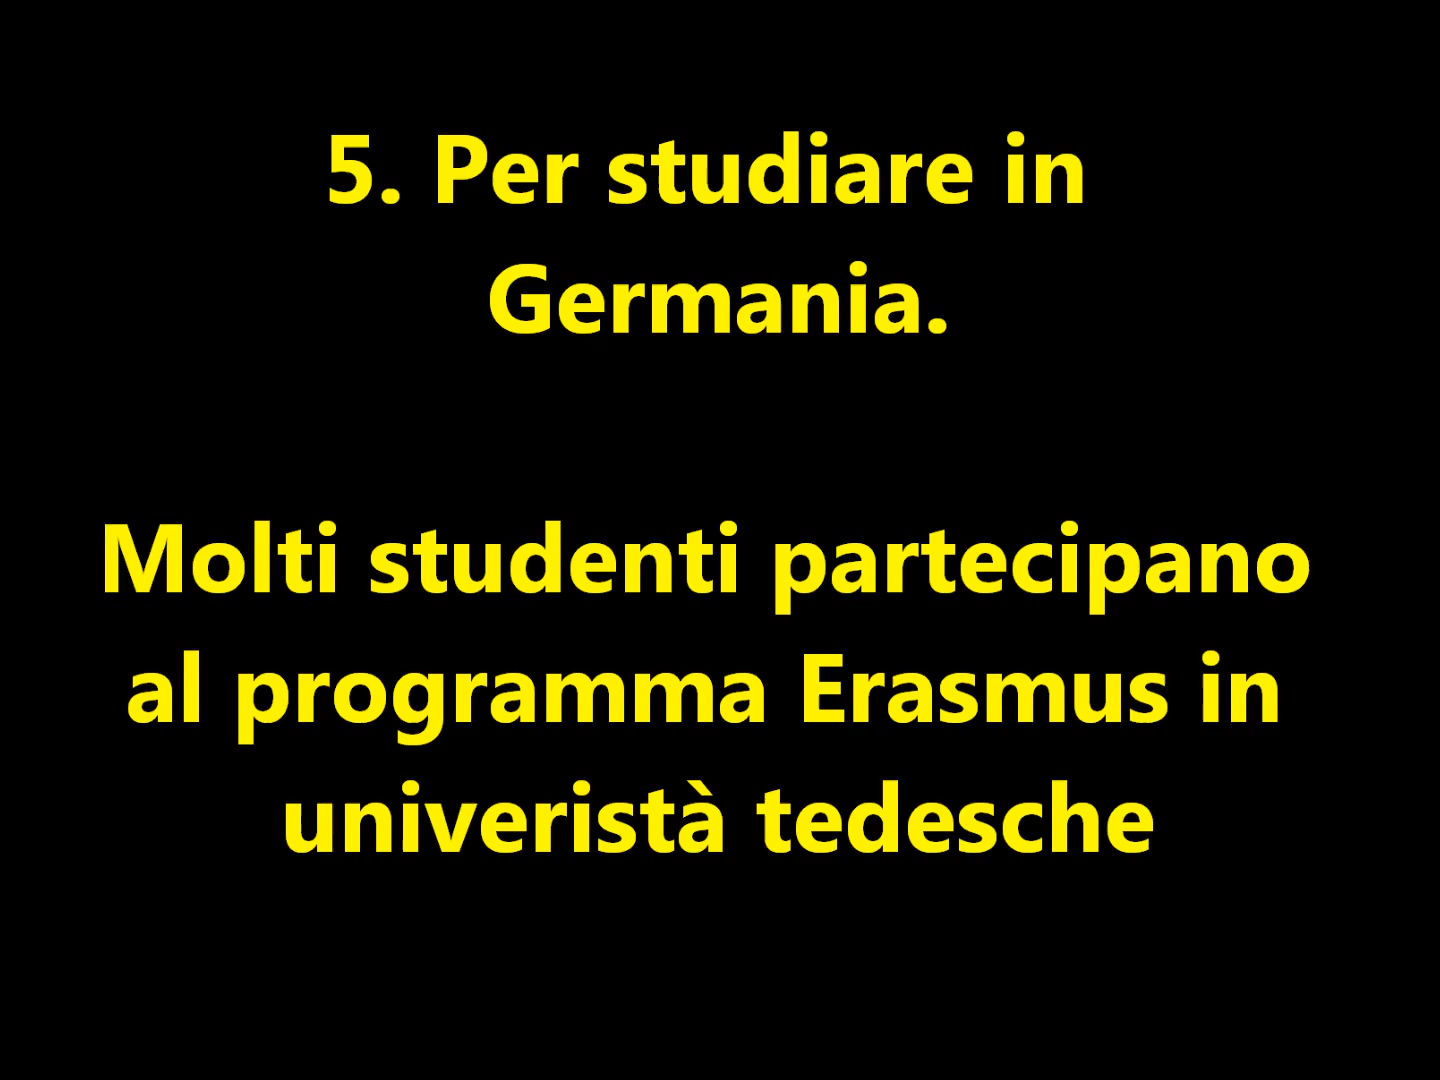 5. Per studiare in
Germania.
Molti studenti partecipano
al programma Erasmus in
univeristà tedesche